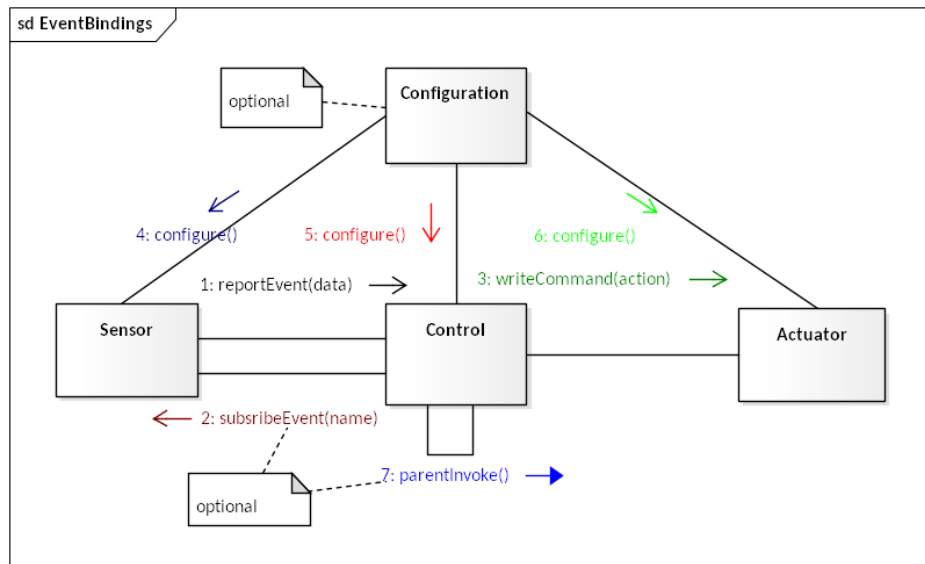 sd EventBindings
optional
Configuration
4: configure()
5: configure()
6: configure()
1: reportEvent(data)
3: writeCommand(action)
Sensor
Control
Actuator
2: subsribeEvent(name)
7: parentInvoke()
optional